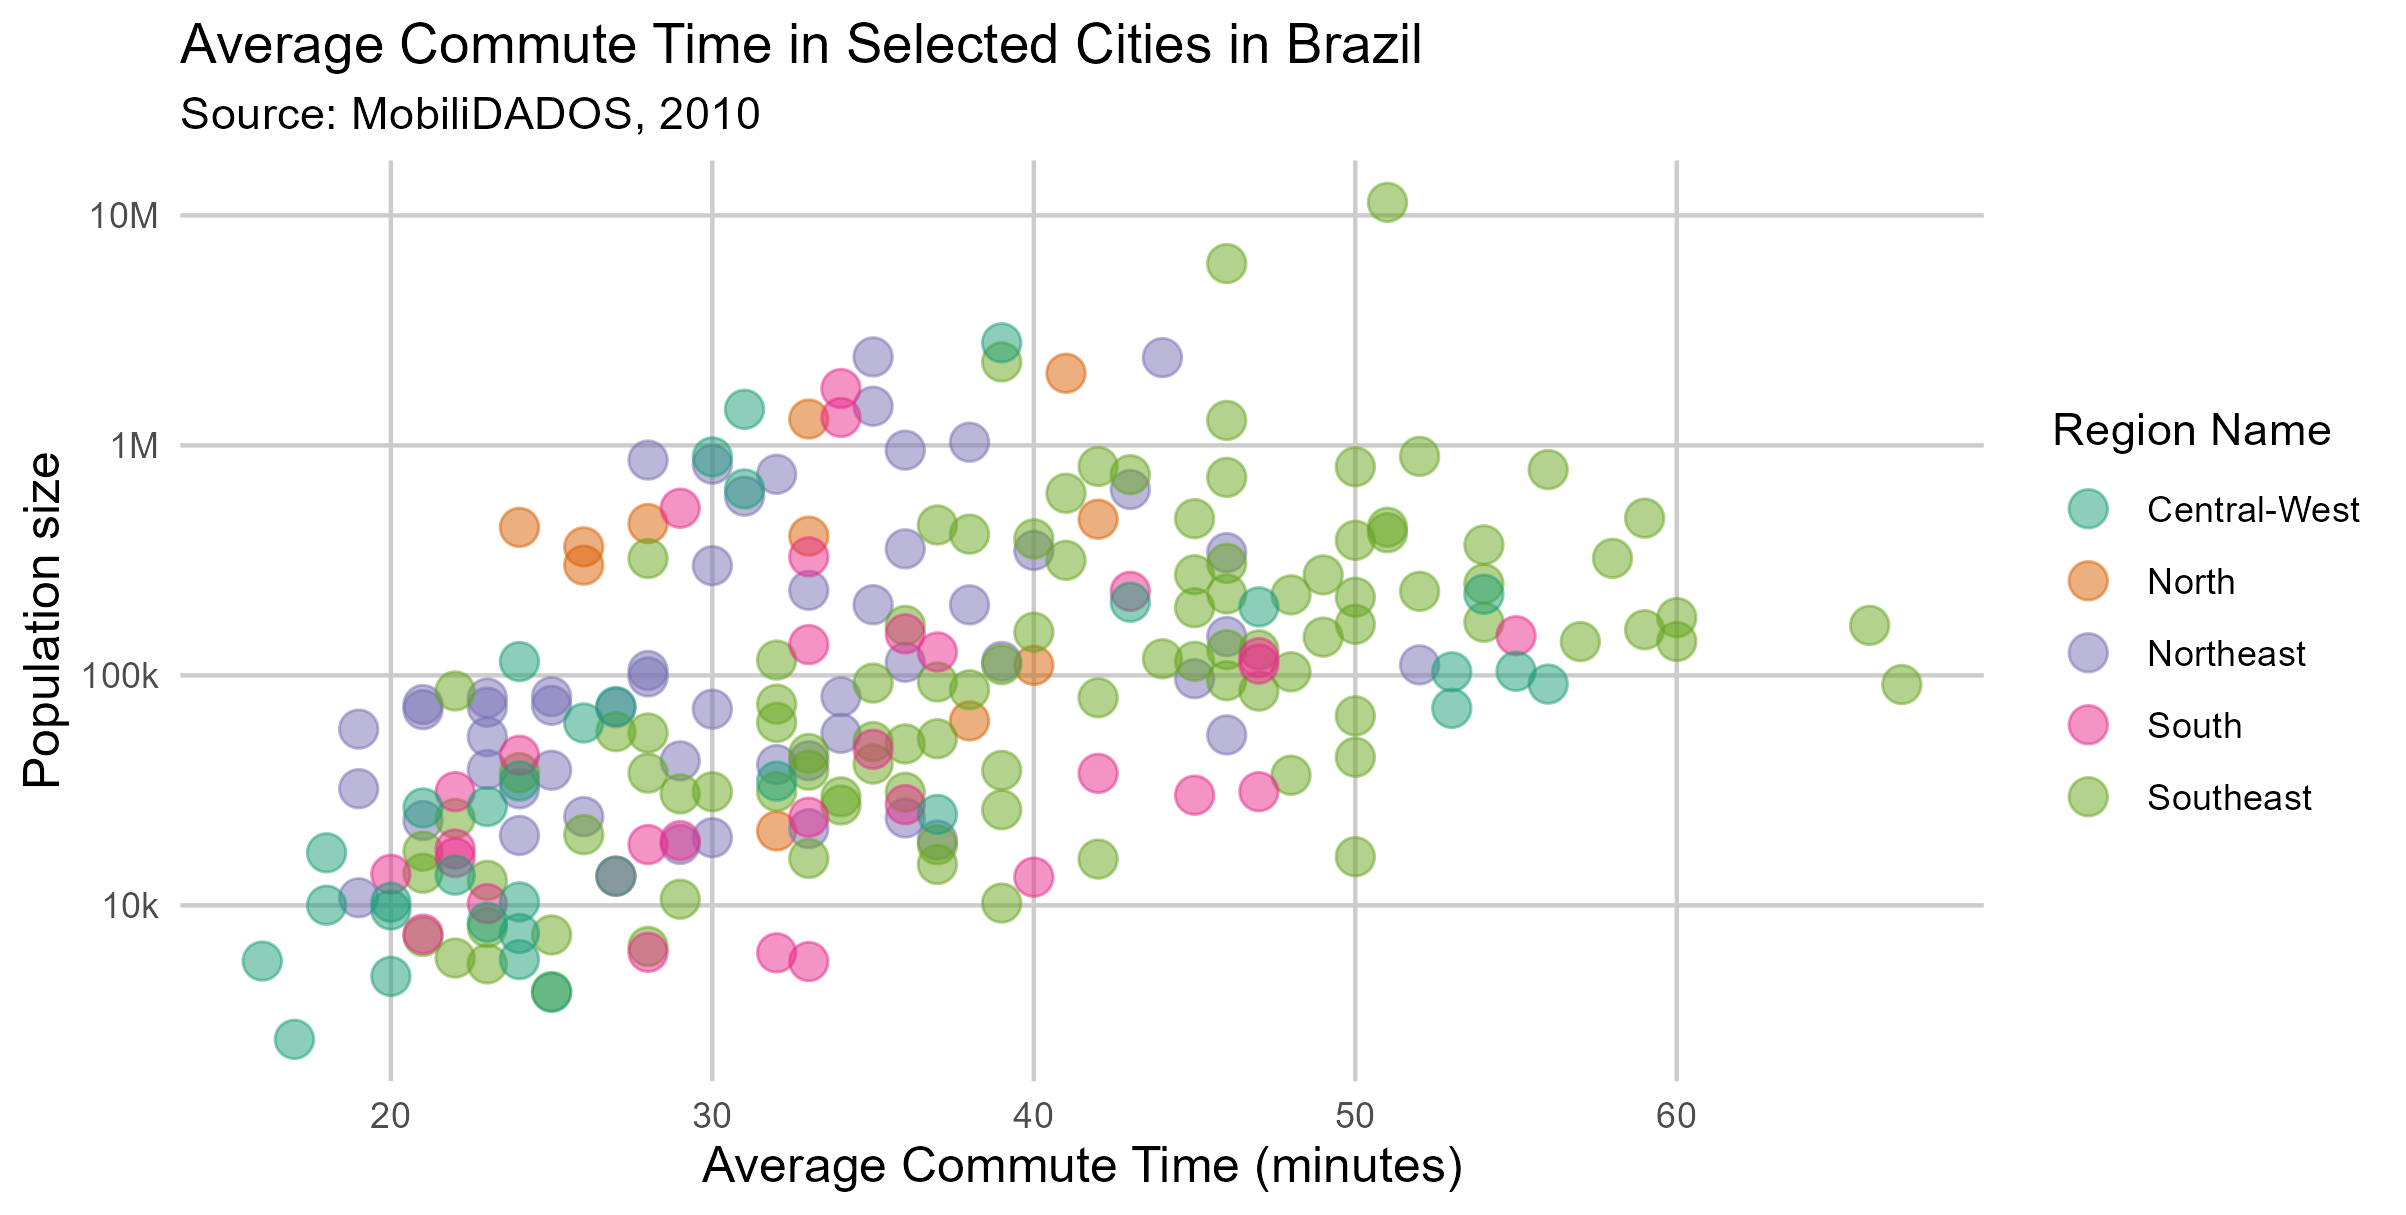 Average Commute Time in Selected Cities in Brazil
Source: MobiliDADOS, 2010
10M
1M
100k
10k
Population size
20 30 40 50 60
Average Commute Time (minutes)
Region Name
Central-West
North
Northeast
South
Southeast